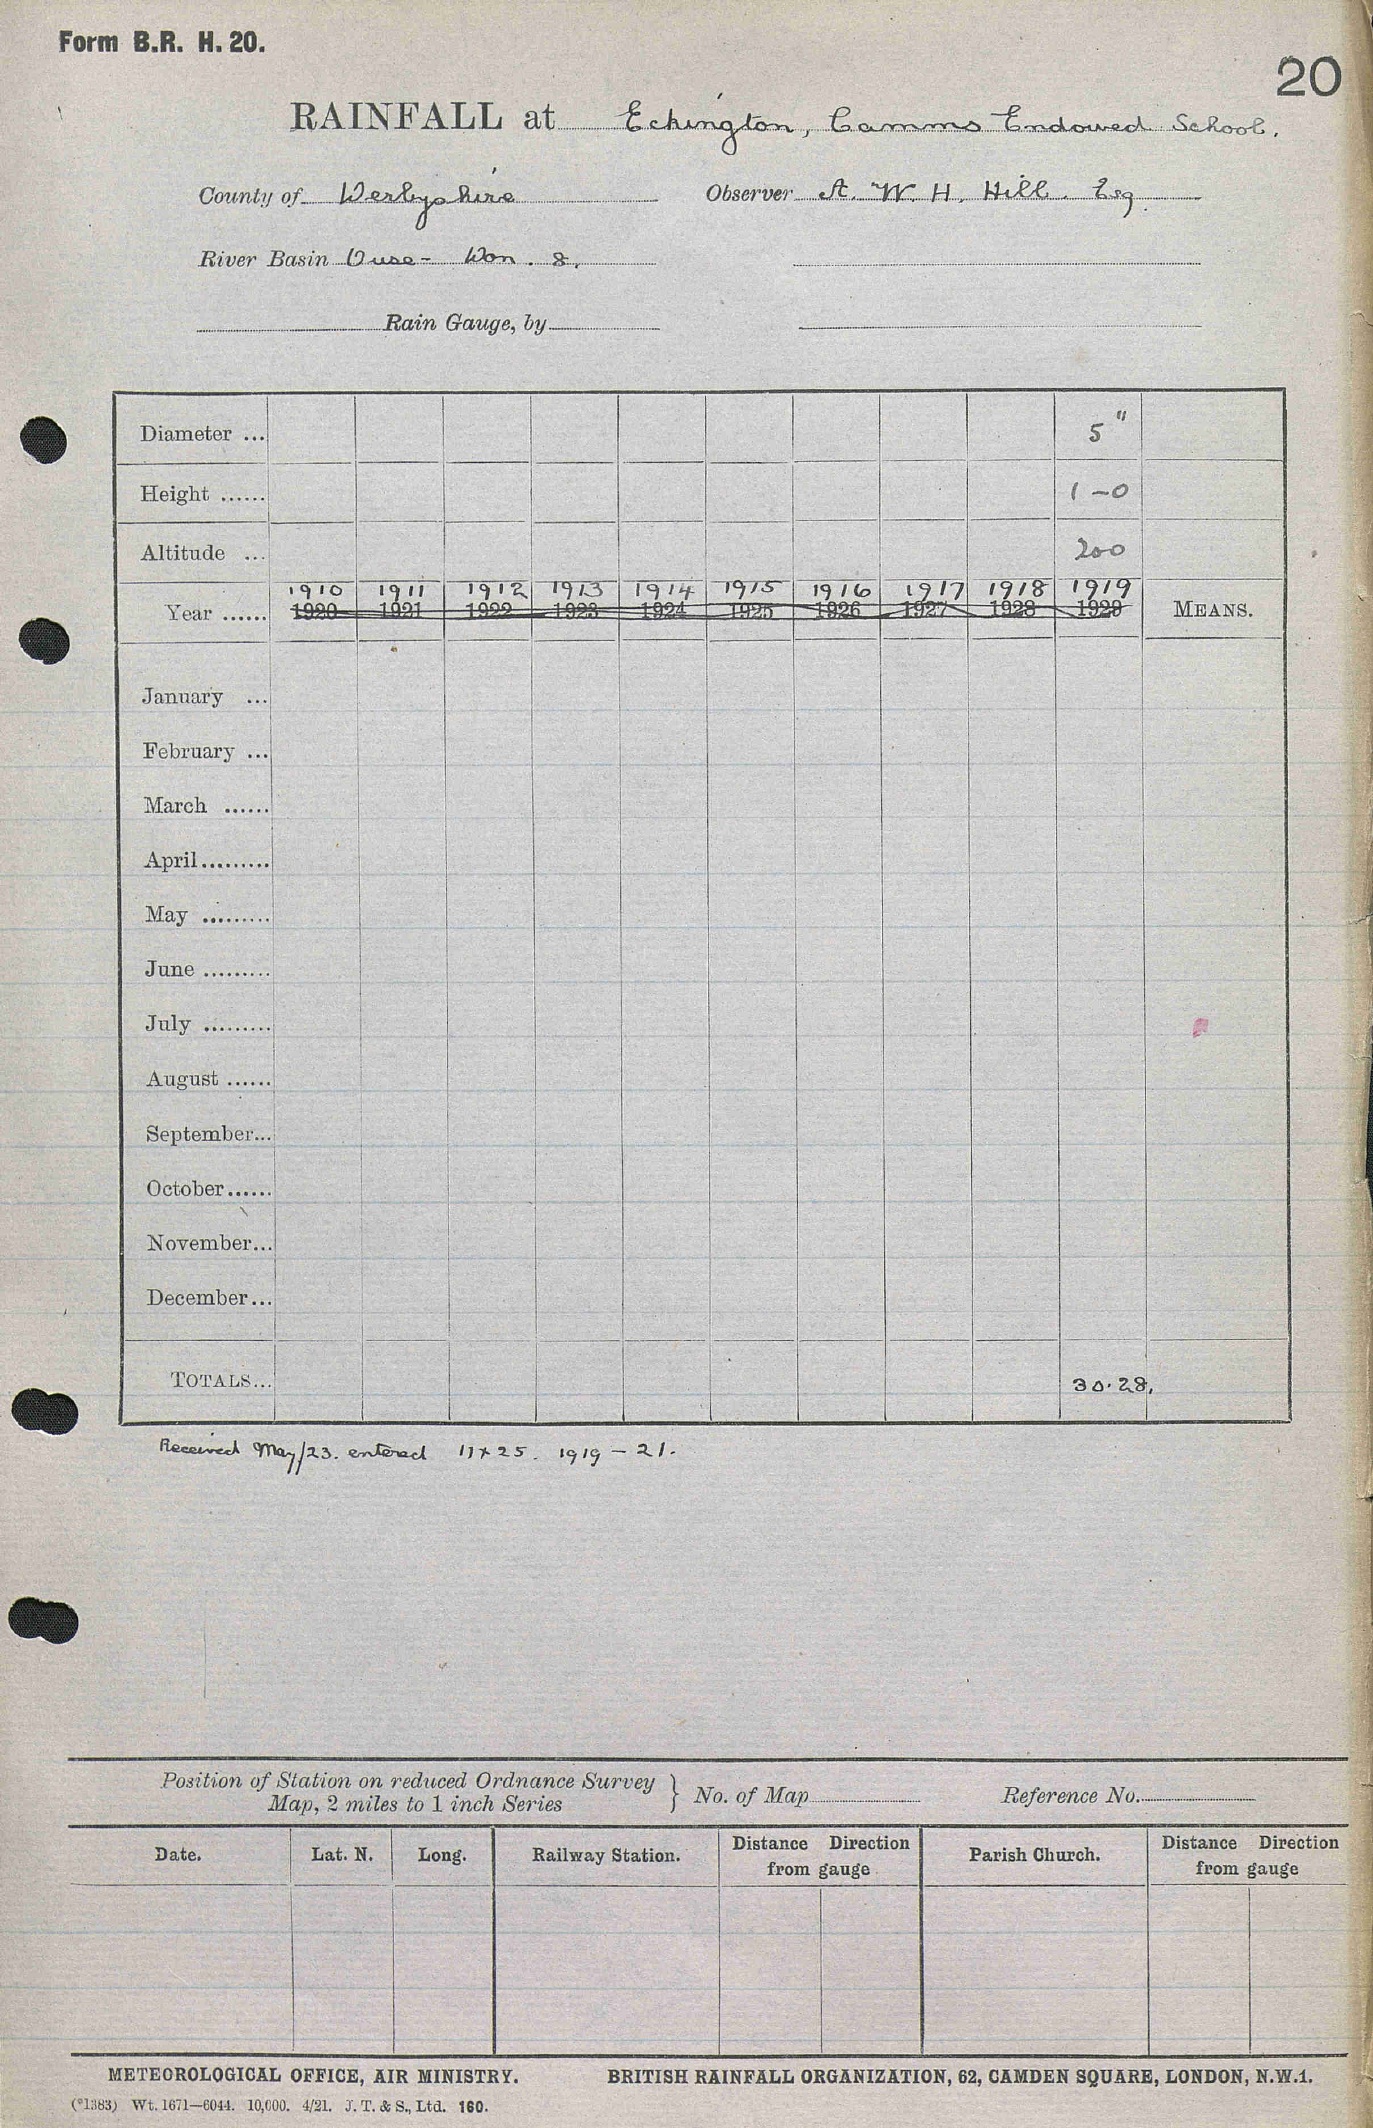 Form B.R. H. 20.
20
RAINFALL at Eckington, Camms Endowed School.
County of Derbyshire Observer A. W. H. Hill. Esq.
River Basin Ouse - Don. 8.
Rain Gauge, by
Diameter ... 5"
Height ...... 1-0
Altitude ... 200
1910 1911 1912 1913 1914 1915 1916 1917 1918 1919
Year ...... 1920 1921 1922 1923 1924 1925 1926 1927 1928 1929 MEANS.
January ...
February ...
March ......
April.........
May .........
June .........
July .........
August ......
September...
October......
November...
December...
TOTALS... 30.28.
Received May/23. entered 11 x 25. 1919 - 21.
Position of Station on reduced Ordnance Survey
Map, 2 miles to 1 inch Series } No. of Map Reference No.
Date. Lat. N. Long. Railway Station. Distance Direction from gauge Parish Church. Distance Direction from gauge
METEOROLOGICAL OFFICE, AIR MINISTRY. BRITISH RAINFALL ORGANIZATION, 62, CAMDEN SQUARE, LONDON, N.W.1.
(*1383) Wt. 1671—6044. 10,000. 4/21. J. T. & S., Ltd. 160.